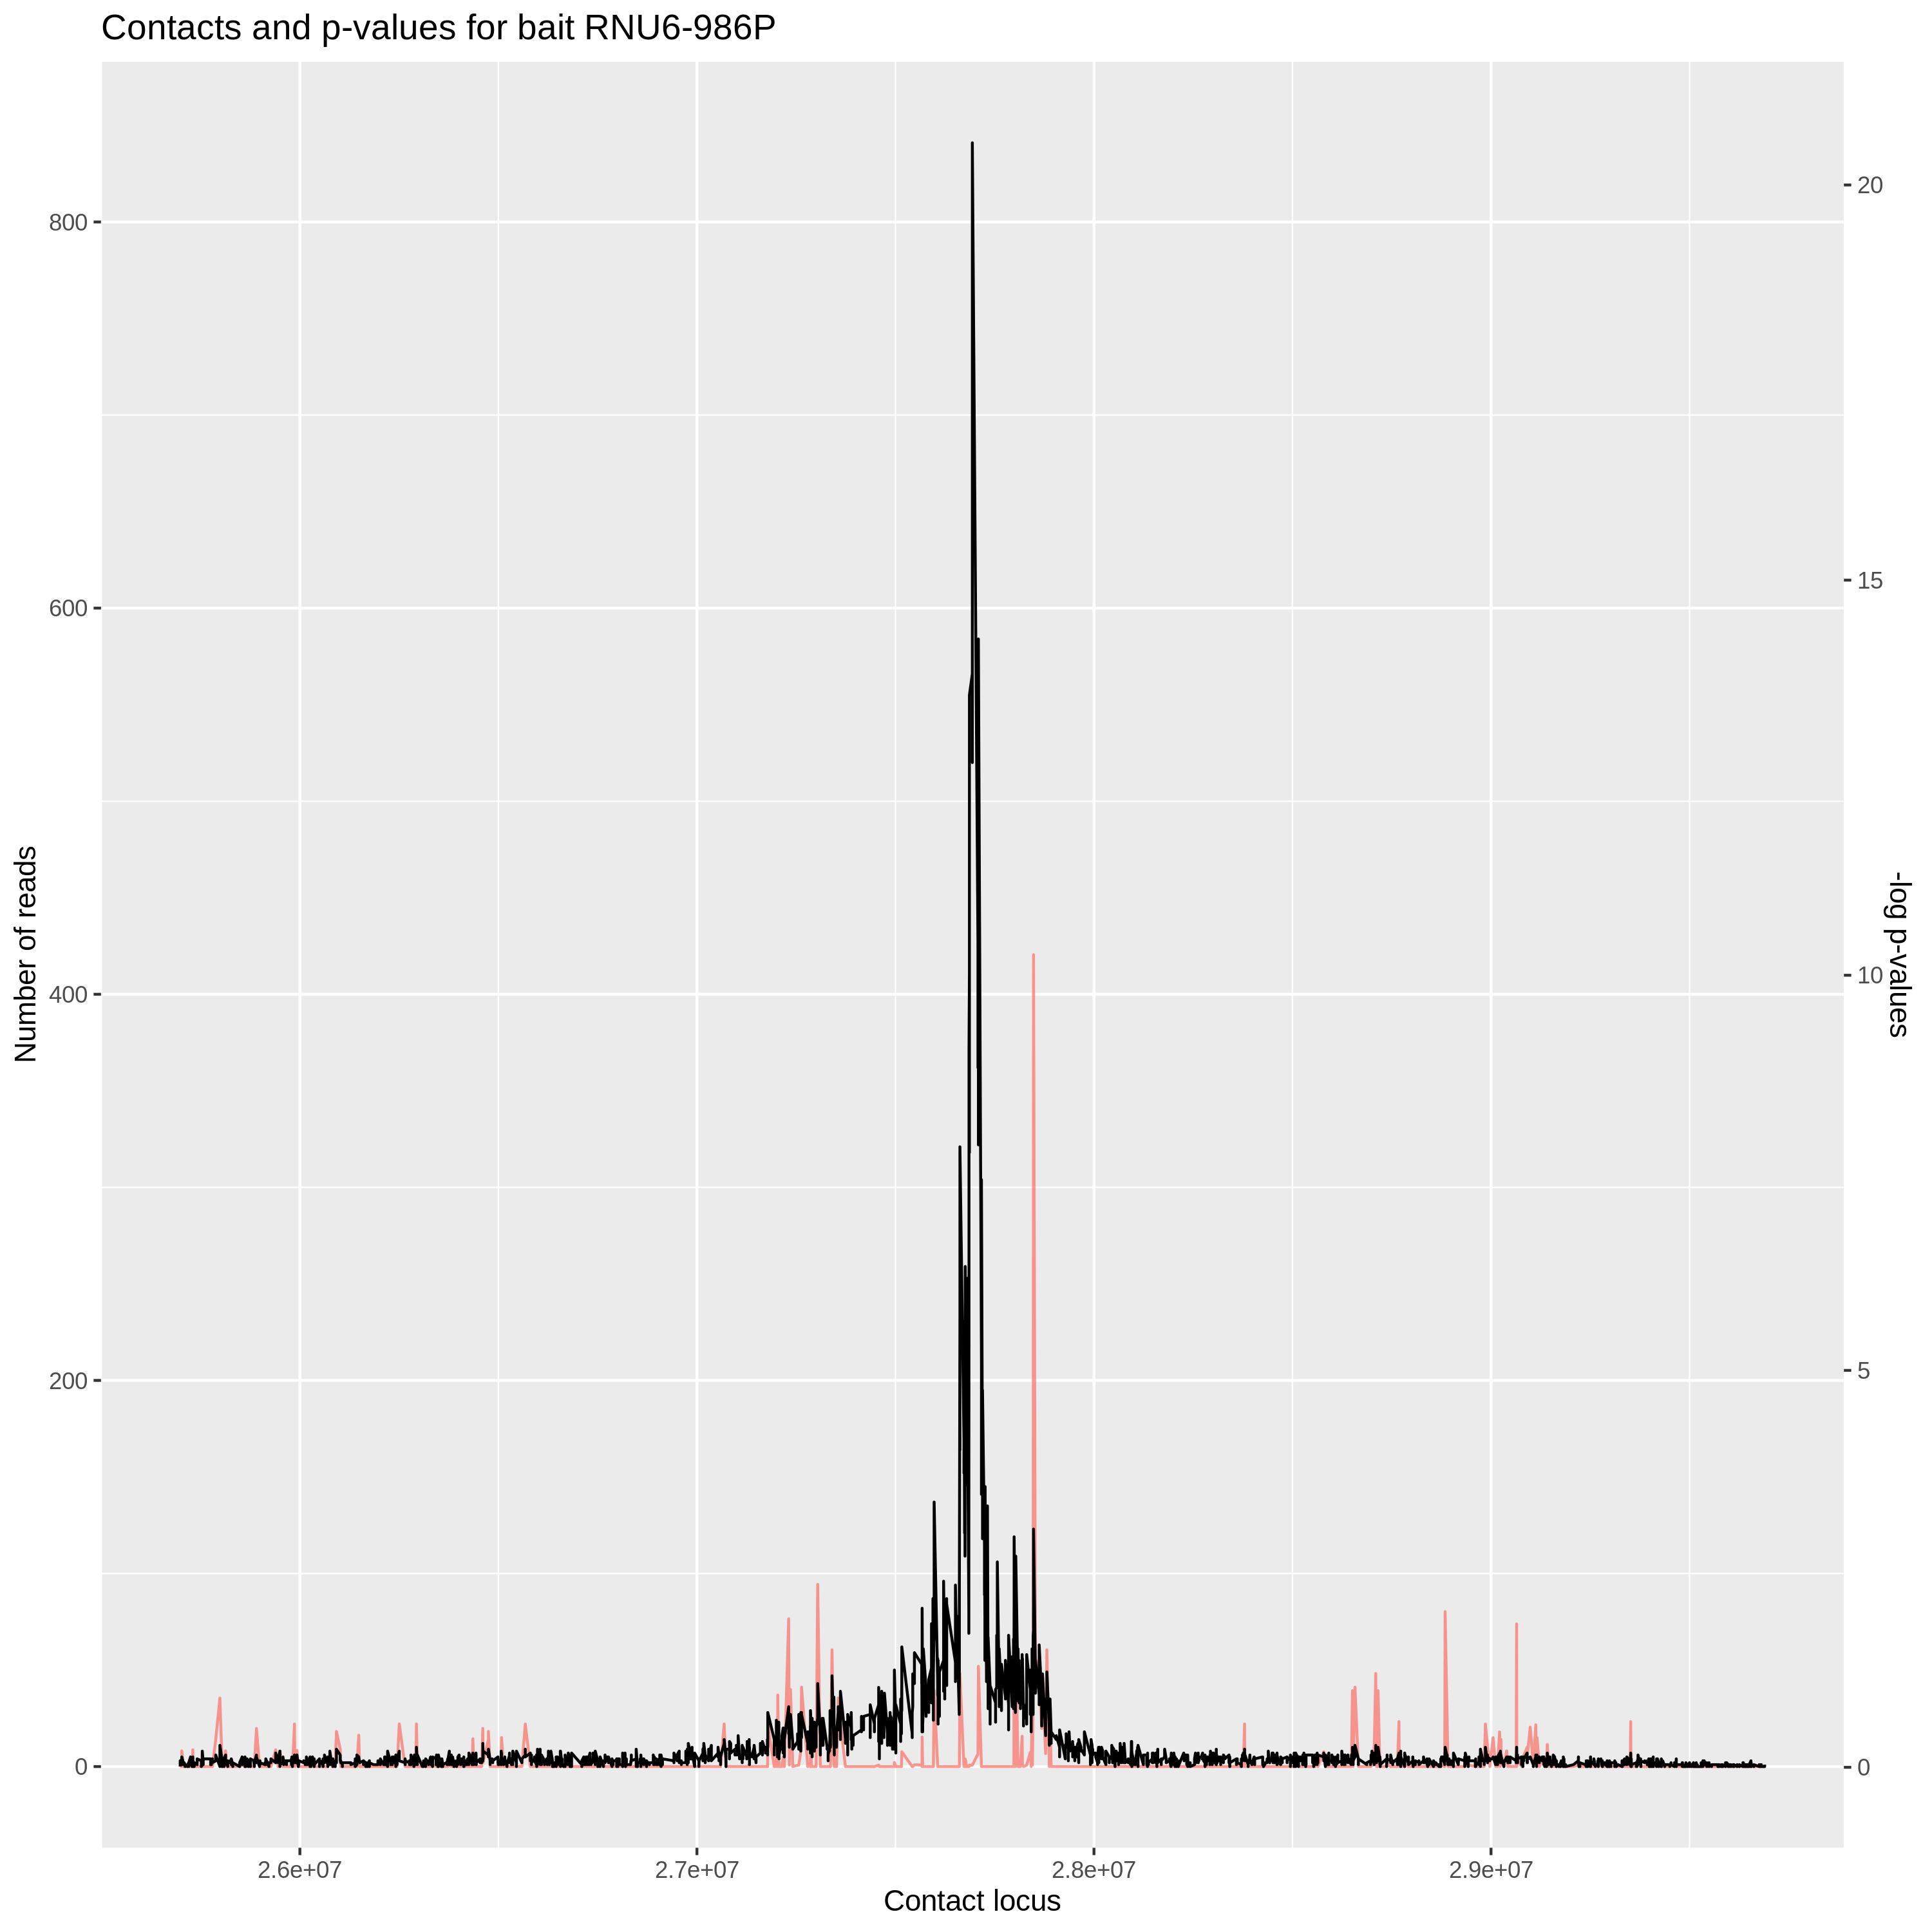 Contacts and p-values for bait RNU6-986P
800
600
400
200
0
20
15
10
5
0
Number of reads
-log p-values
2.6e+07
2.7e+07
2.8e+07
2.9e+07
Contact locus